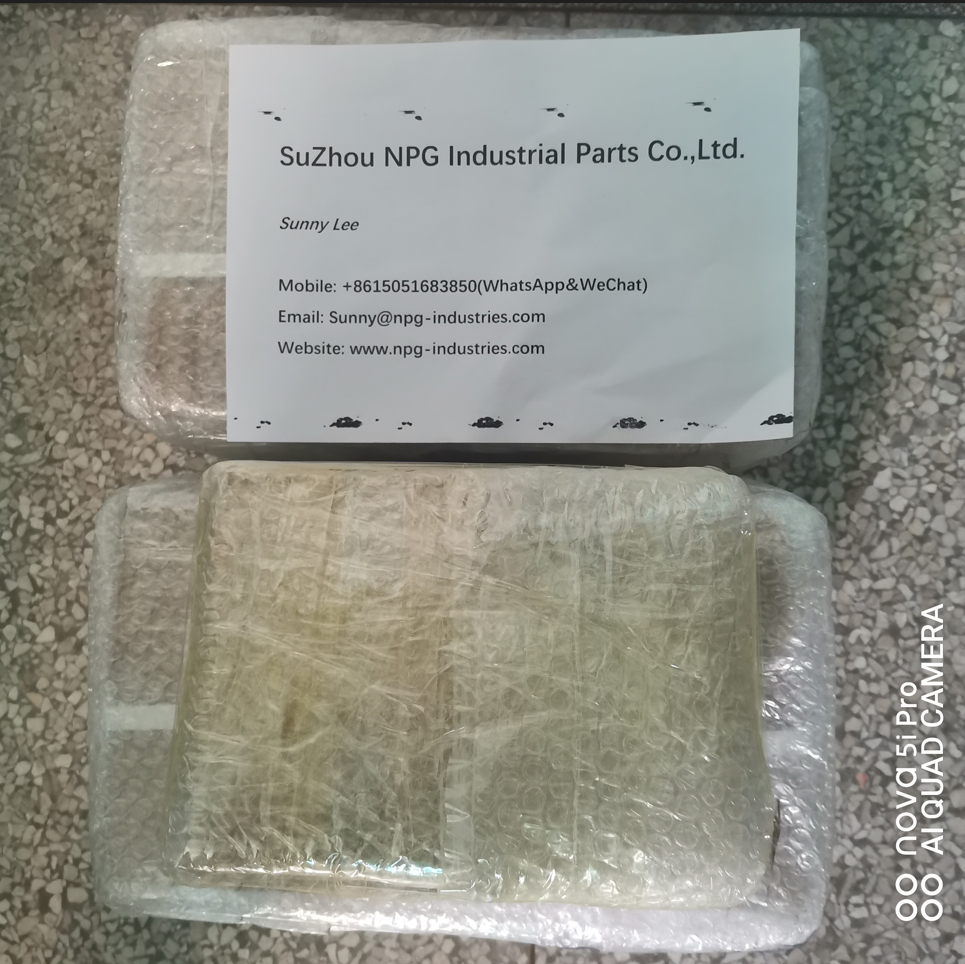 SuZhou NPG Industrial Parts Co.,Ltd.
Sunny Lee
Mobile: +8615051683850(WhatsApp&WeChat)
Email: Sunny@npg-industries.com
Website: www.npg-industries.com
nova 5i Pro
AI QUAD CAMERA